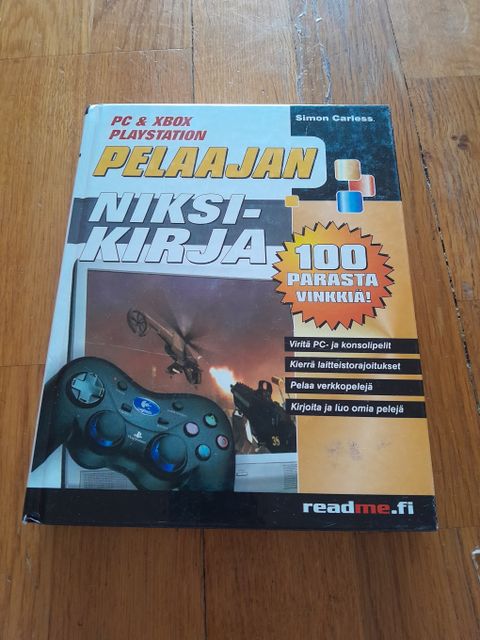 PC & XBOX
PLAYSTATION
Simon Carless
PELAAJAN
NIKSI-
KIRJA
100
PARASTA
VINKKIÄ!
Viritä PC- ja konsolipelit
Kierrä laitteistorajoitukset
Pelaa verkkopelejä
Kirjoita ja luo omia pelejä
readme.fi